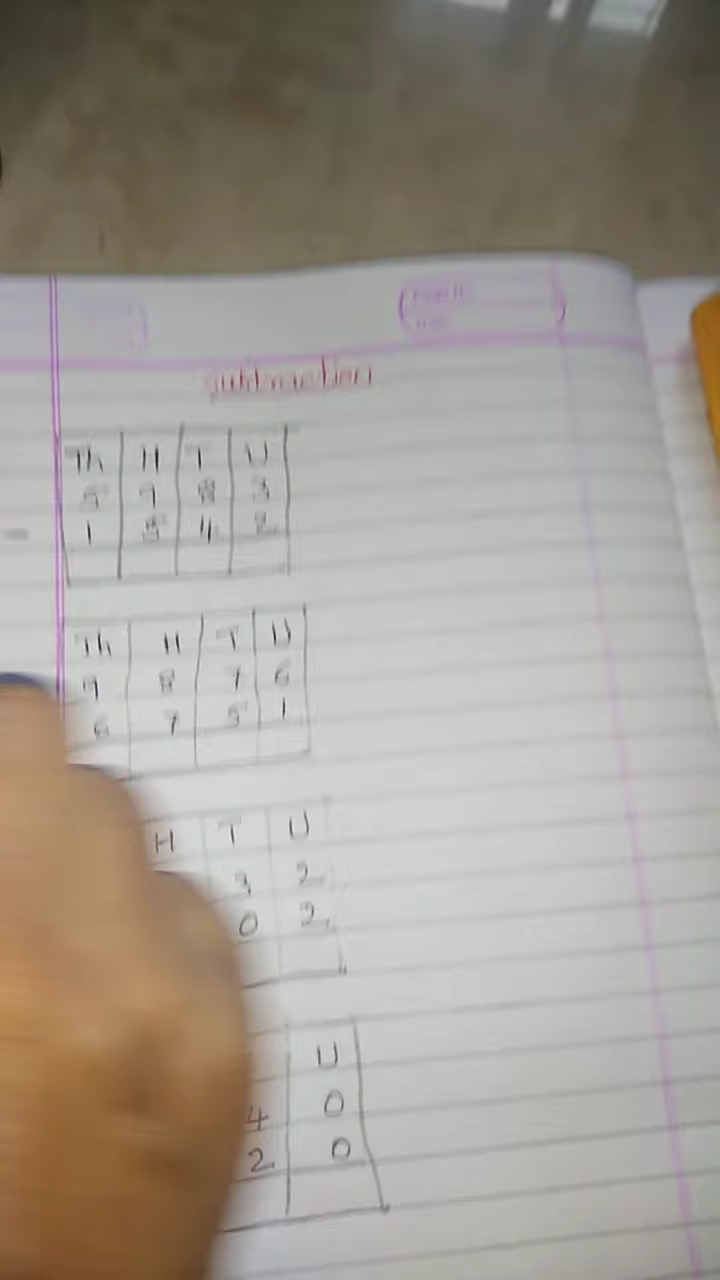 subtraction
Th H T U
5 7 8 3
- 1 5 4 2
Th H T U
9 8 7 6
6 7 5 1
H T U
3 2
0 2
U
4 0
2 0